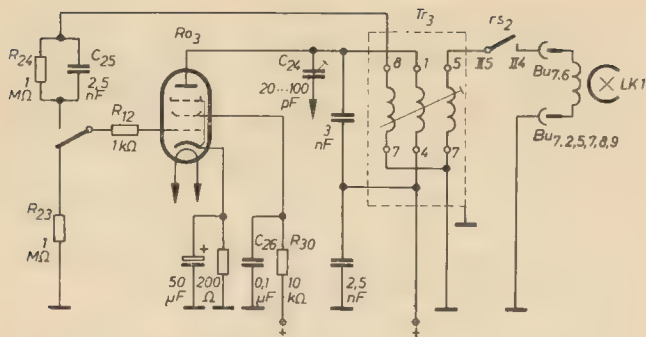 R24
1
MΩ
C25
2,5
nF
R12
1kΩ
R23
1
MΩ
Rö3
50
µF
+
200
Ω
C26
0,1
µF
R30
10
kΩ
+
C24
20...100
pF
3
nF
2,5
nF
+
Tr3
8
1
5
7
4
7
rs2
II5
II4
Bu7,6
LK1
Bu7,2,5,7,8,9